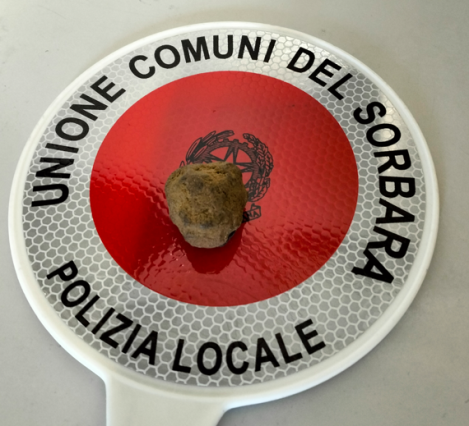 UNIONE COMUNI DEL SORBARA
POLIZIA LOCALE